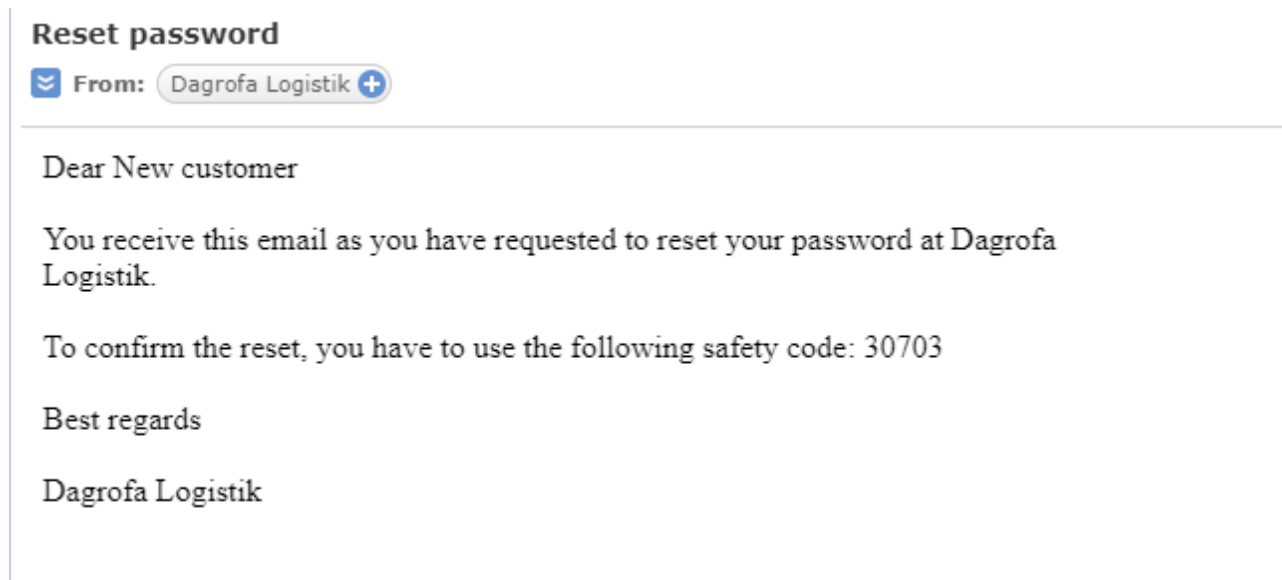 Reset password
From: Dagrofa Logistik
Dear New customer
You receive this email as you have requested to reset your password at Dagrofa
Logistik.
To confirm the reset, you have to use the following safety code: 30703
Best regards
Dagrofa Logistik